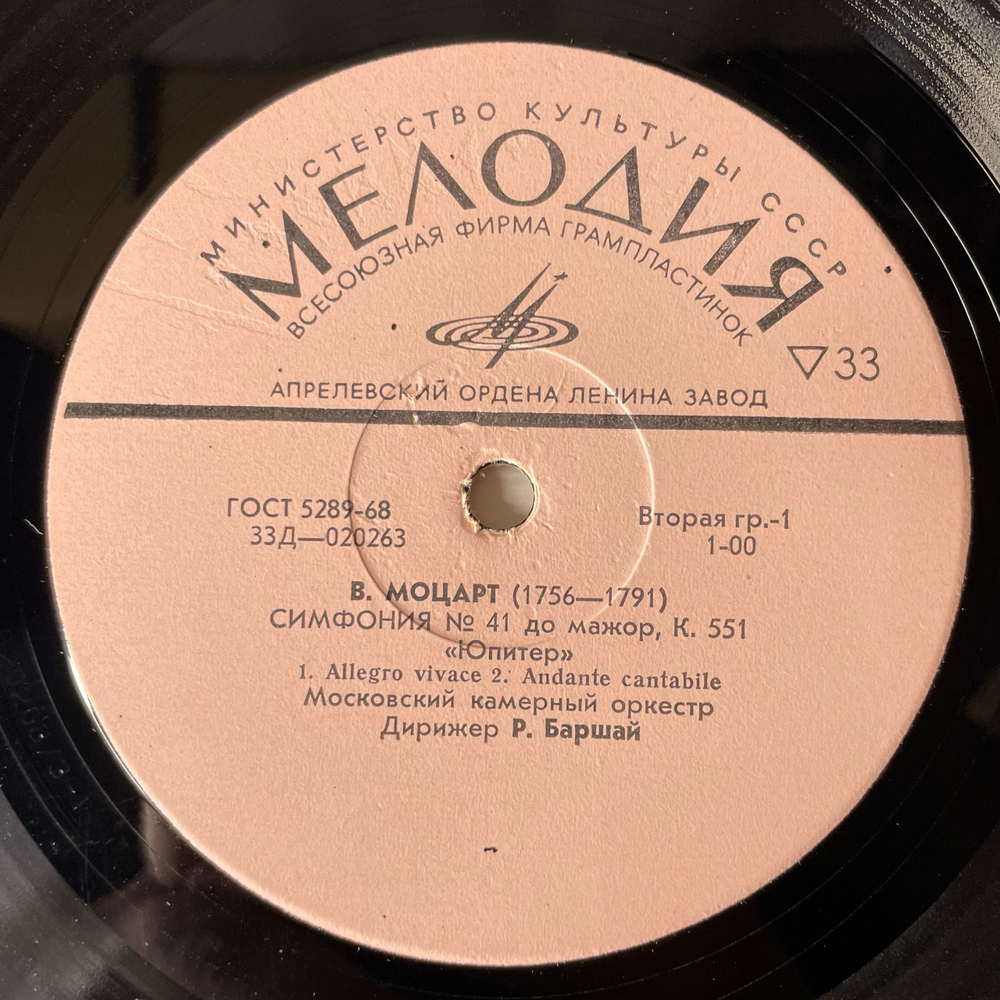 МИНИСТЕРСТВО КУЛЬТУРЫ СССР
МЕЛОДИЯ
ВСЕСОЮЗНАЯ ФИРМА ГРАМПЛАСТИНОК
▽33
АПРЕЛЕВСКИЙ ОРДЕНА ЛЕНИНА ЗАВОД
ГОСТ 5289-68
33Д—020263
Вторая гр.-1
1-00
В. МОЦАРТ (1756—1791)
СИМФОНИЯ № 41 до мажор, К. 551
«Юпитер»
1. Allegro vivace 2. Andante cantabile
Московский камерный оркестр
Дирижер Р. Баршай